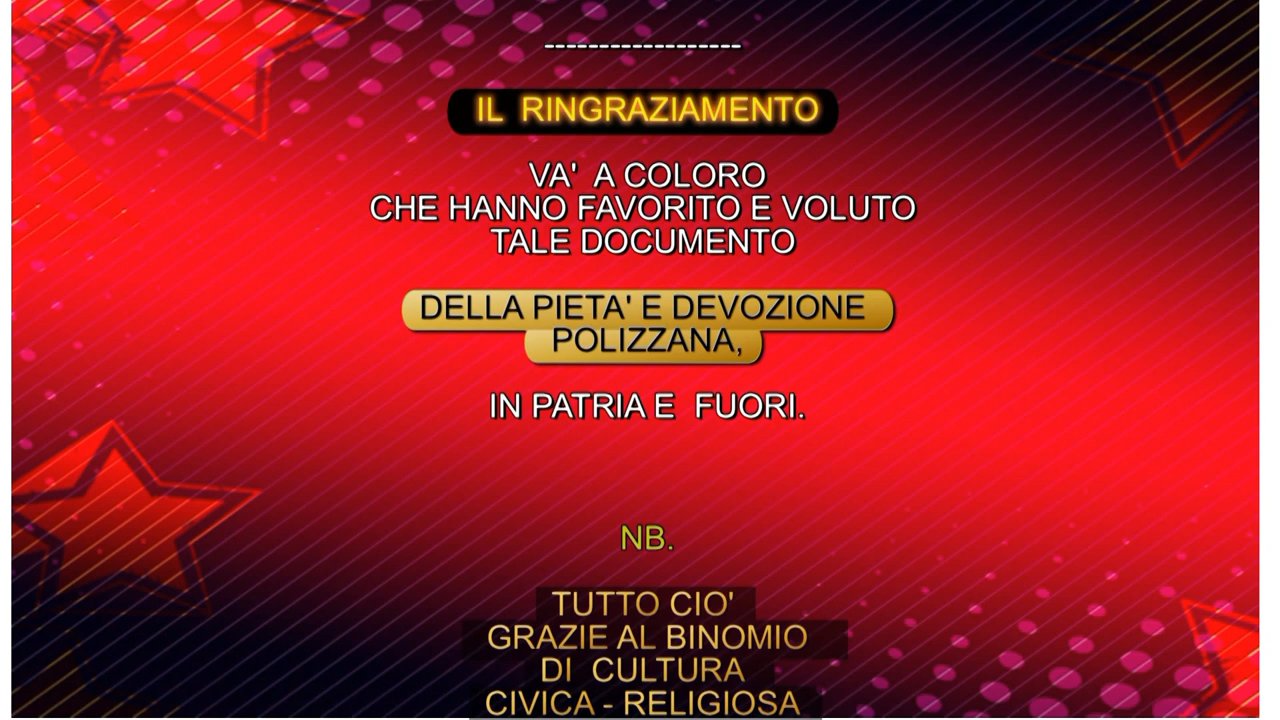 ------------------
IL RINGRAZIAMENTO
VA' A COLORO
CHE HANNO FAVORITO E VOLUTO
TALE DOCUMENTO
DELLA PIETA' E DEVOZIONE
POLIZZANA,
IN PATRIA E FUORI.
NB.
TUTTO CIO'
GRAZIE AL BINOMIO
DI CULTURA
CIVICA - RELIGIOSA